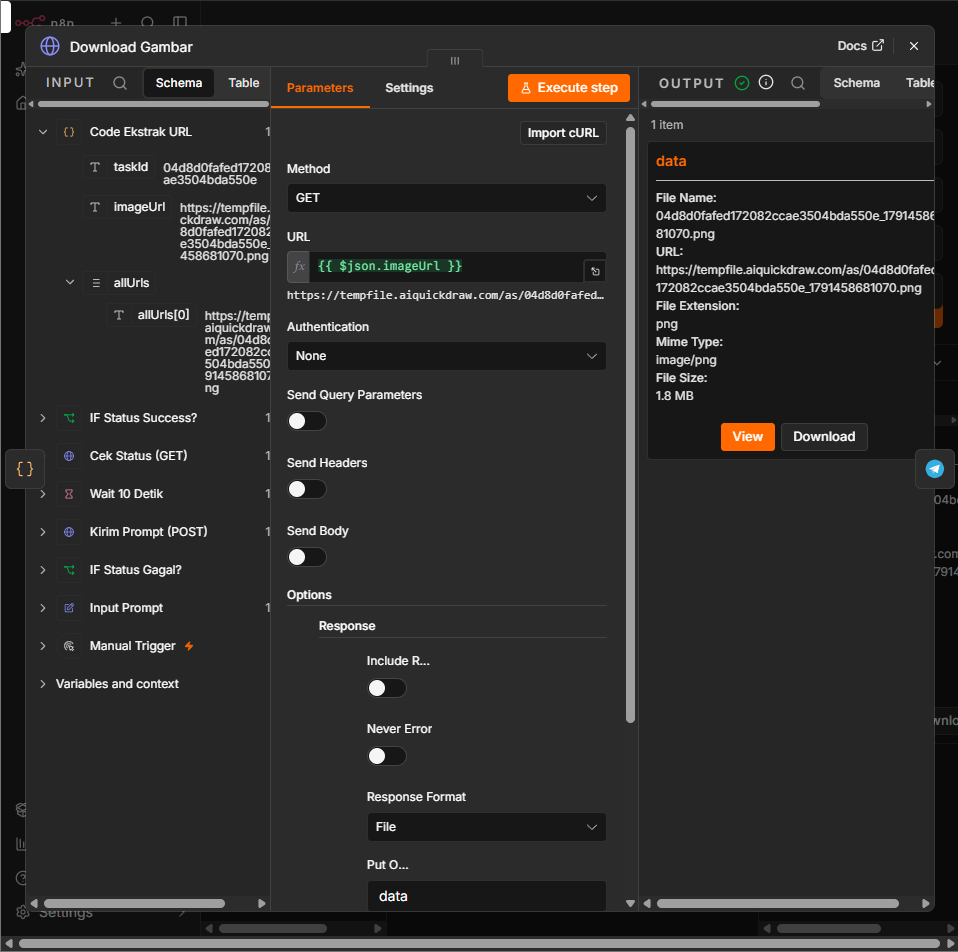 n8n
Download Gambar
Docs
INPUT
Schema
Table
Code Ekstrak URL
1
taskId
04d8d0fafed17208
ae3504bda550e
imageUrl
https://tempfile.
ckdraw.com/as/
8d0fafed172082
e3504bda550e_
458681070.png
allUrls
allUrls[0]
https://temp
aiquickdraw
m/as/04d8
ed172082cc
504bda550
914586810
ng
IF Status Success?
1
Cek Status (GET)
1
Wait 10 Detik
1
Kirim Prompt (POST)
1
IF Status Gagal?
Input Prompt
1
Manual Trigger
Variables and context
Parameters
Settings
Execute step
Import cURL
Method
GET
URL
fx
{{ $json.imageUrl }}
https://tempfile.aiquickdraw.com/as/04d8d0fafed…
Authentication
None
Send Query Parameters
Send Headers
Send Body
Options
Response
Include R...
Never Error
Response Format
File
Put O...
data
OUTPUT
Schema
Table
1 item
data
File Name:
04d8d0fafed172082ccae3504bda550e_17914586
81070.png
URL:
https://tempfile.aiquickdraw.com/as/04d8d0fafed
172082ccae3504bda550e_1791458681070.png
File Extension:
png
Mime Type:
image/png
File Size:
1.8 MB
View
Download
Settings